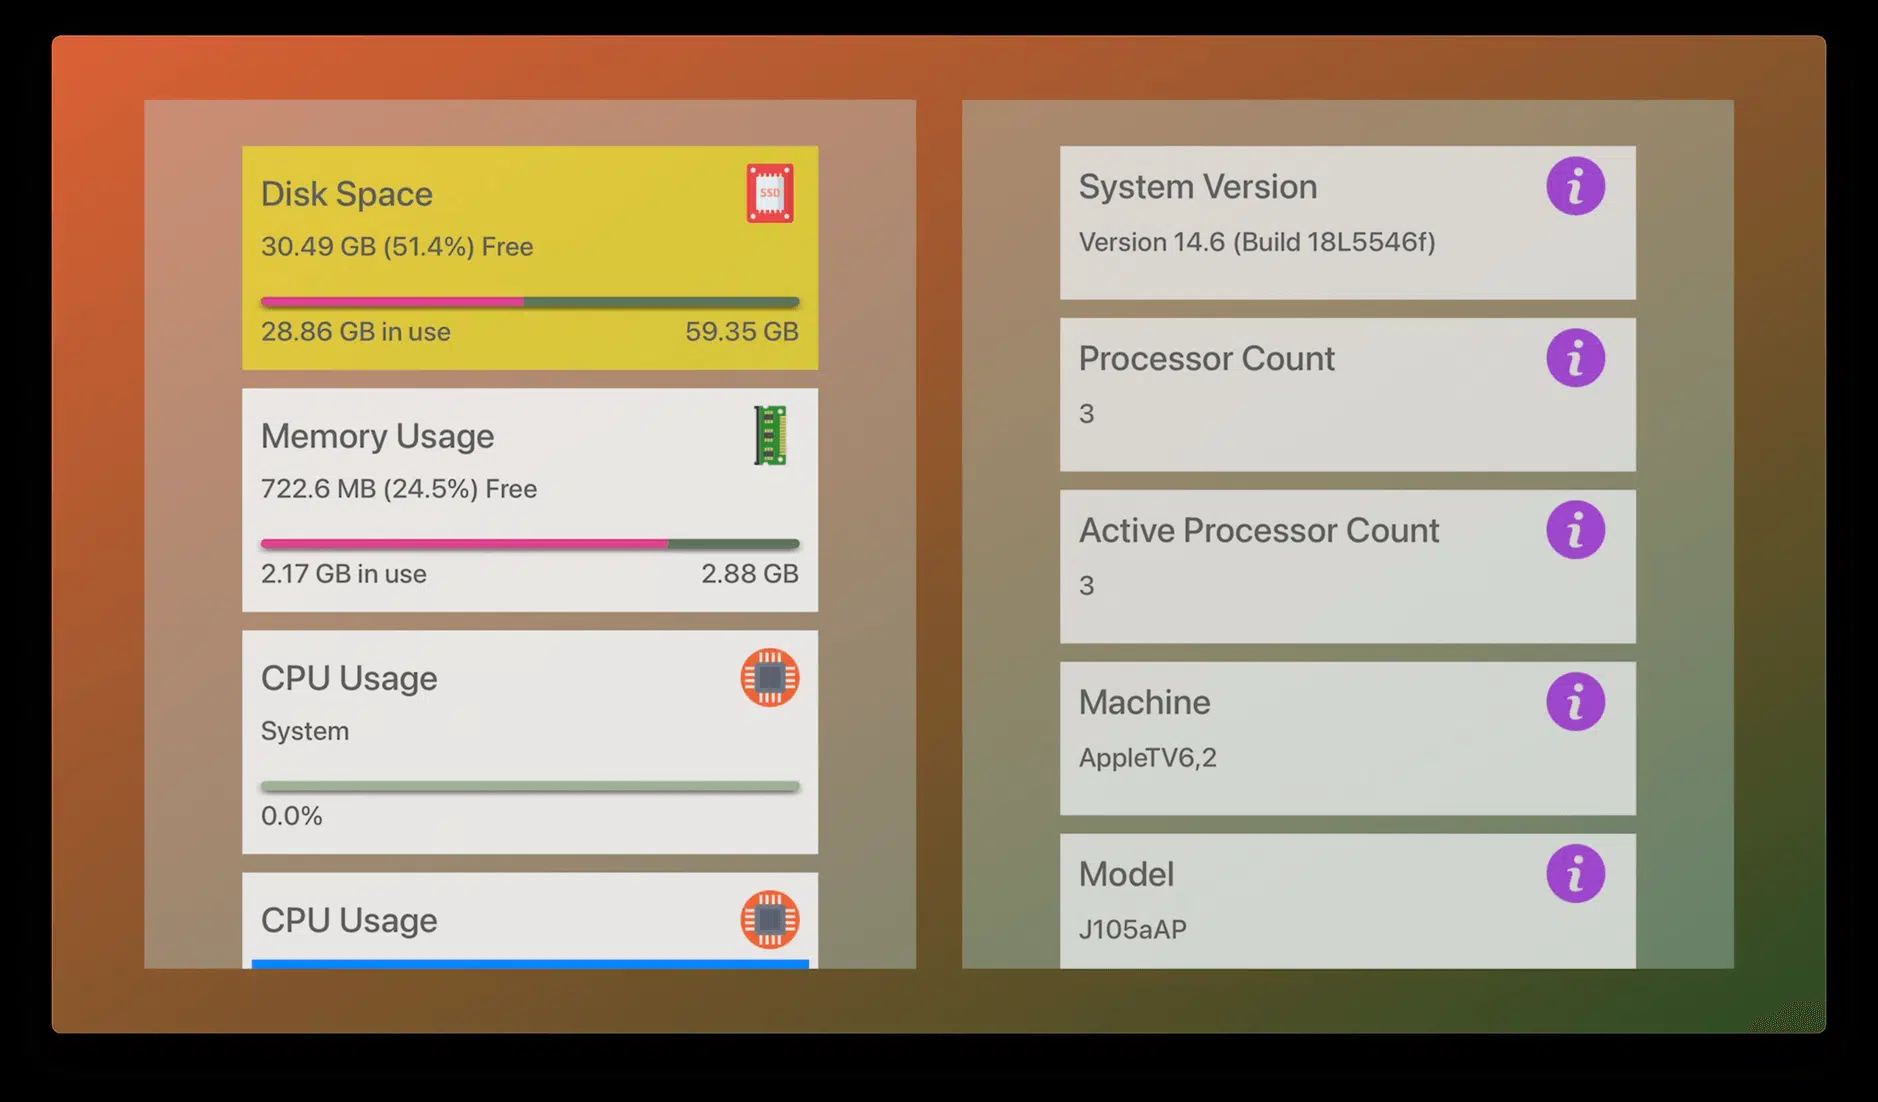 Disk Space
SSD
30.49 GB (51.4%) Free
28.86 GB in use
59.35 GB
Memory Usage
722.6 MB (24.5%) Free
2.17 GB in use
2.88 GB
CPU Usage
System
0.0%
CPU Usage
System Version
i
Version 14.6 (Build 18L5546f)
Processor Count
i
3
Active Processor Count
i
3
Machine
i
AppleTV6,2
Model
i
J105aAP